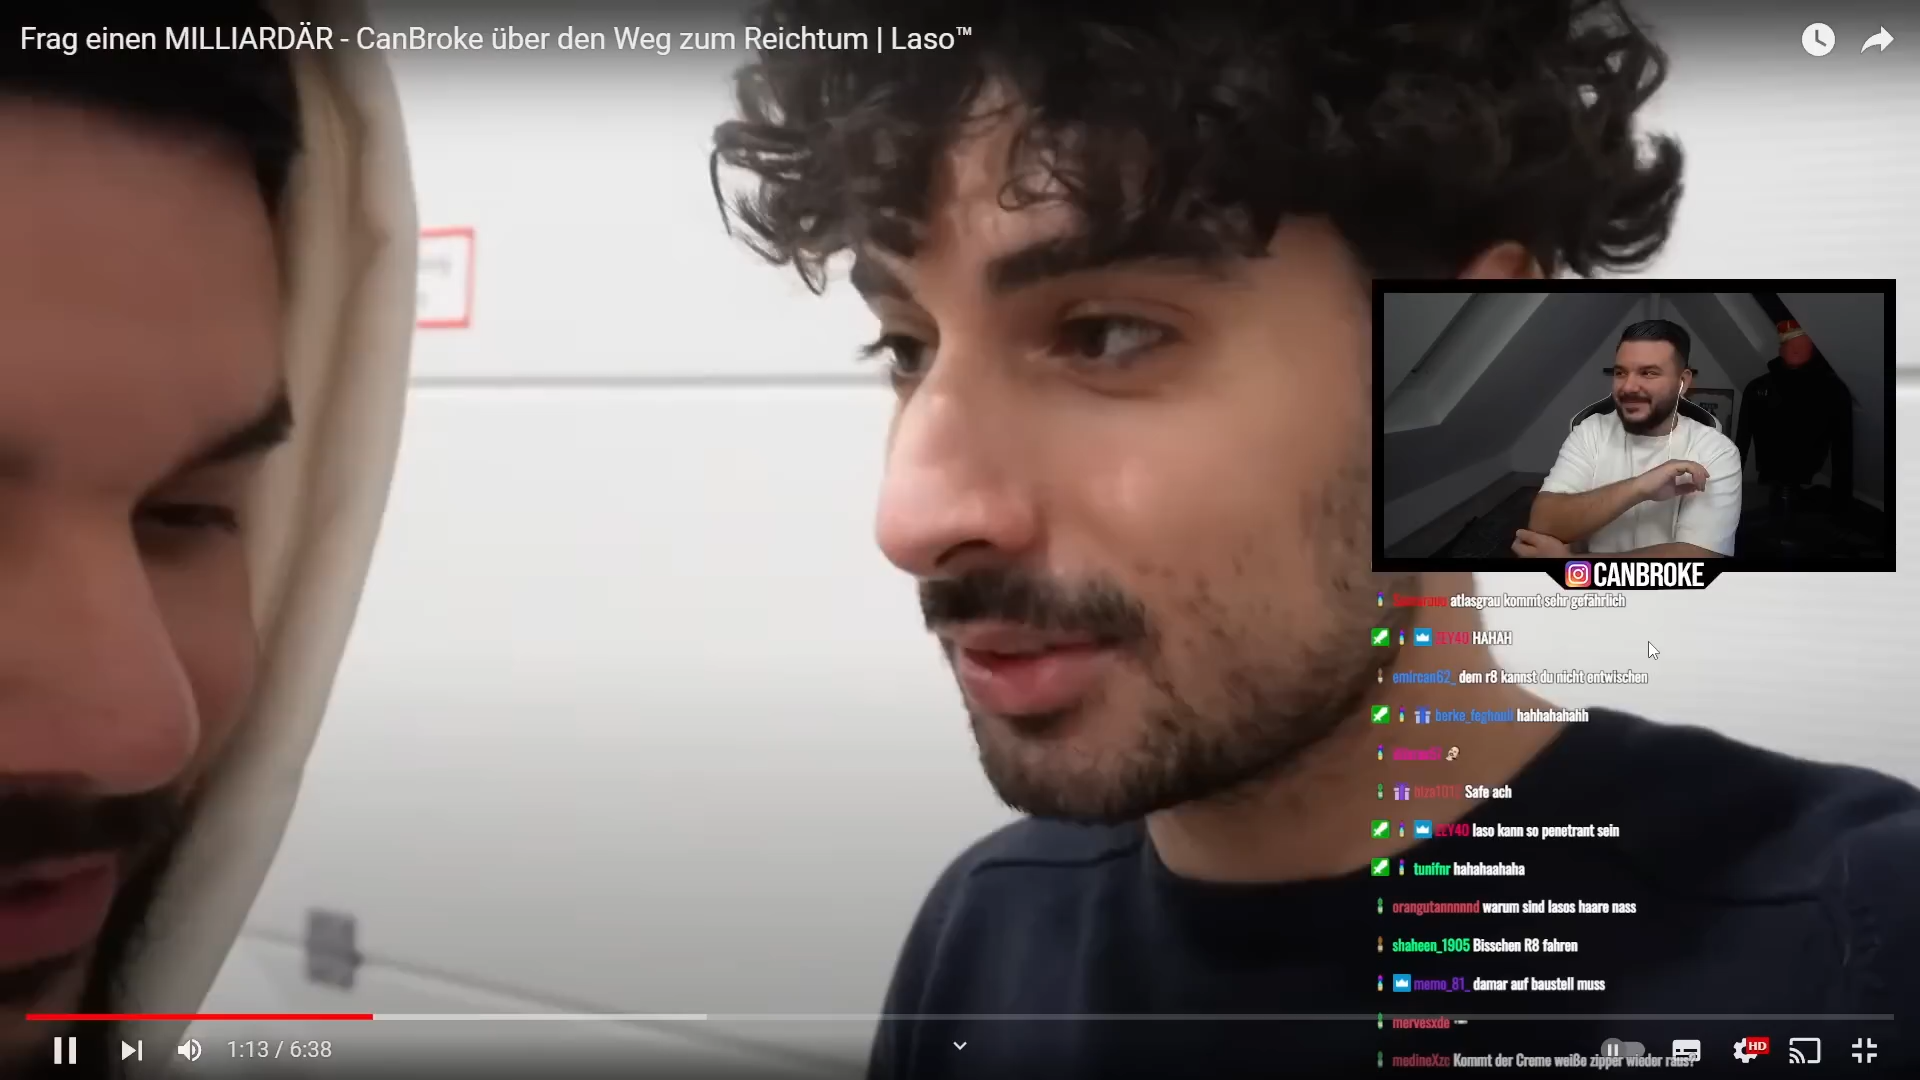 Frag einen MILLIARDÄR - CanBroke über den Weg zum Reichtum | Laso™
CANBROKE
atlasgrau kommt sehr gefährlich
HAHAH
emircan62_ dem r8 kannst du nicht entwischen
hahhahahahh
Safe ach
EEY40 laso kann so penetrant sein
tunifnr hahahaahaha
orangutannnnnd warum sind lasos haare nass
shaheen_1905 Bisschen R8 fahren
memo_81_ damar auf baustell muss
mervesxde
medineXzc Kommt der Creme weiße zipper wieder raus?
1:13 / 6:38
HD